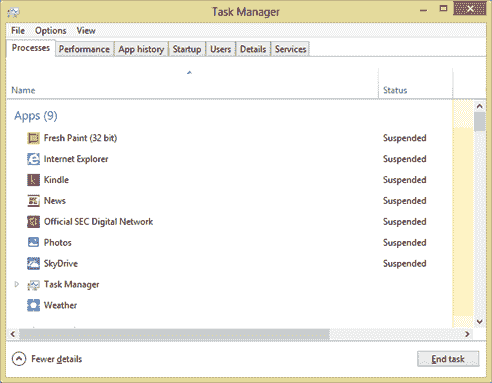 Task Manager
File Options View
Processes Performance App history Startup Users Details Services
Name Status
Apps (9)
Fresh Paint (32 bit) Suspended
Internet Explorer Suspended
Kindle Suspended
News Suspended
Official SEC Digital Network Suspended
Photos Suspended
SkyDrive Suspended
Task Manager
Weather
Fewer details End task